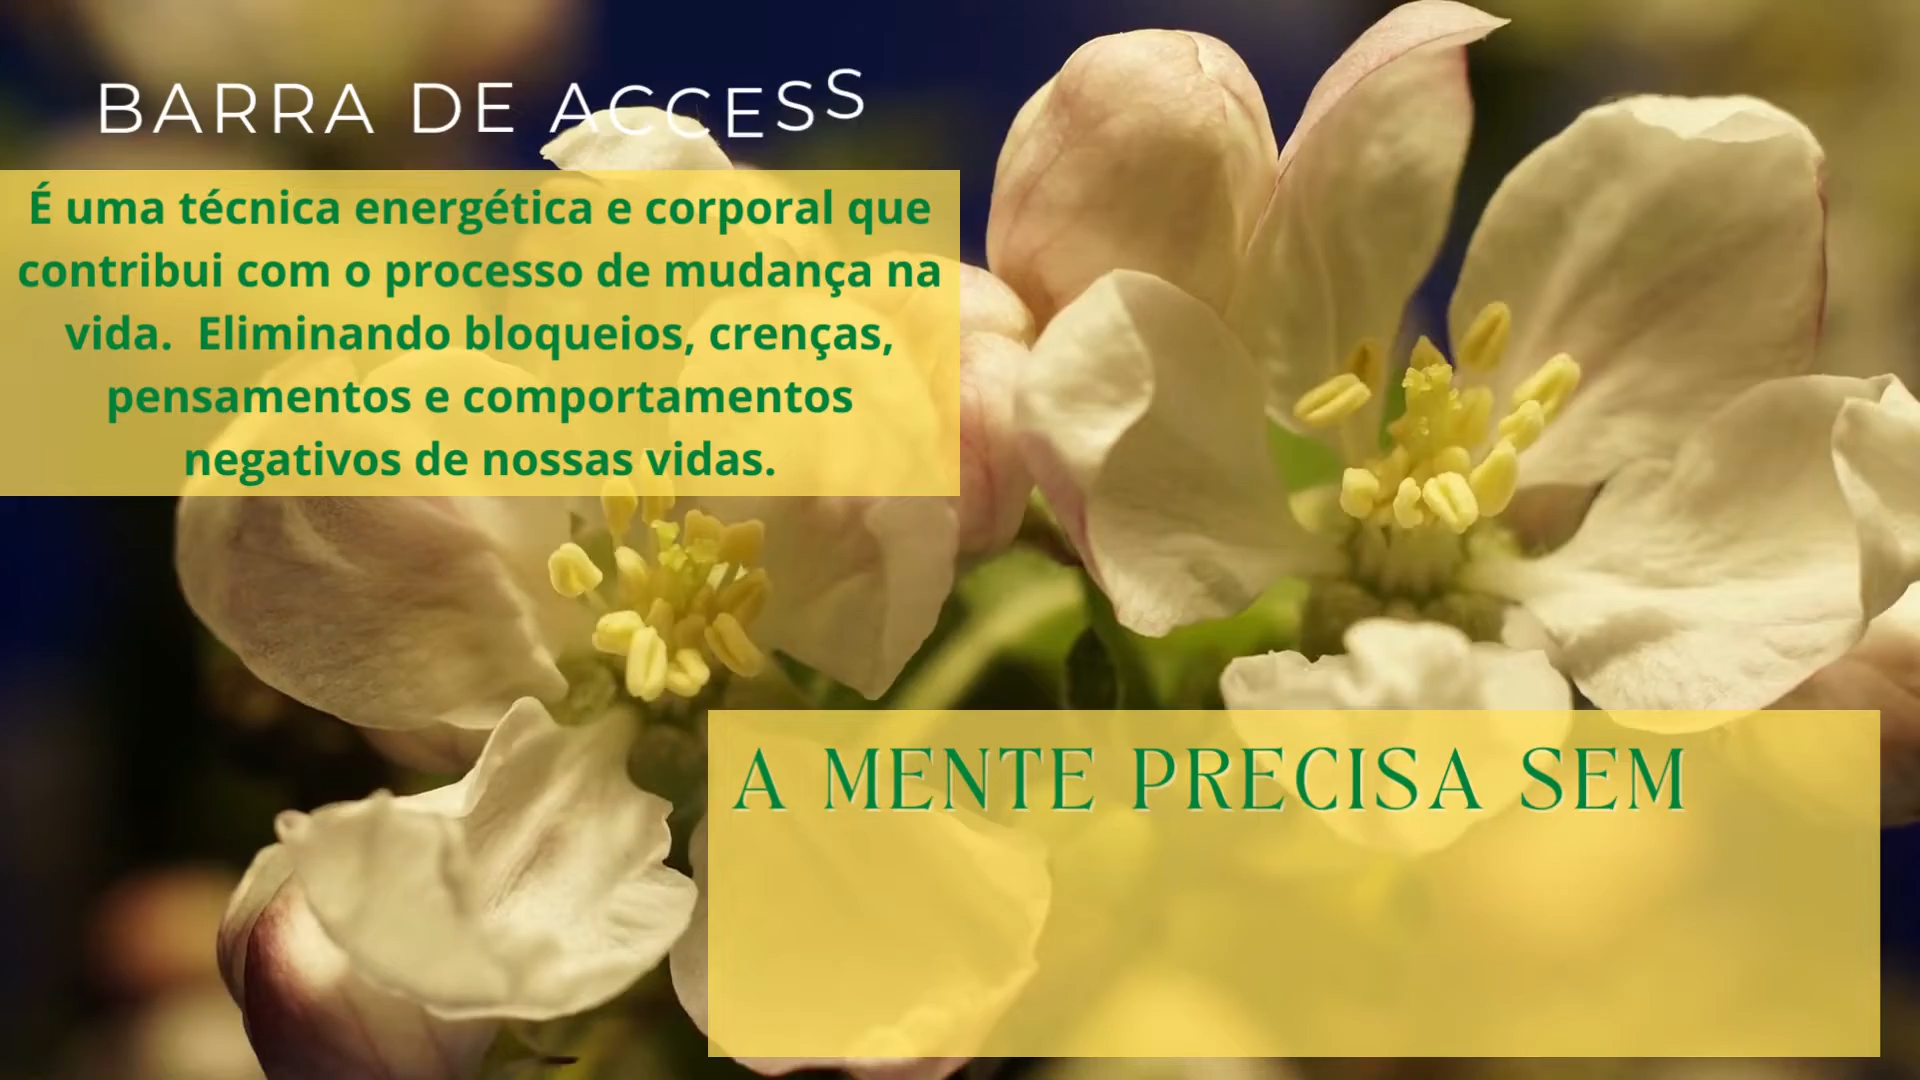 BARRA DE ACCESS
É uma técnica energética e corporal que
contribui com o processo de mudança na
vida. Eliminando bloqueios, crenças,
pensamentos e comportamentos
negativos de nossas vidas.
A MENTE PRECISA SEM